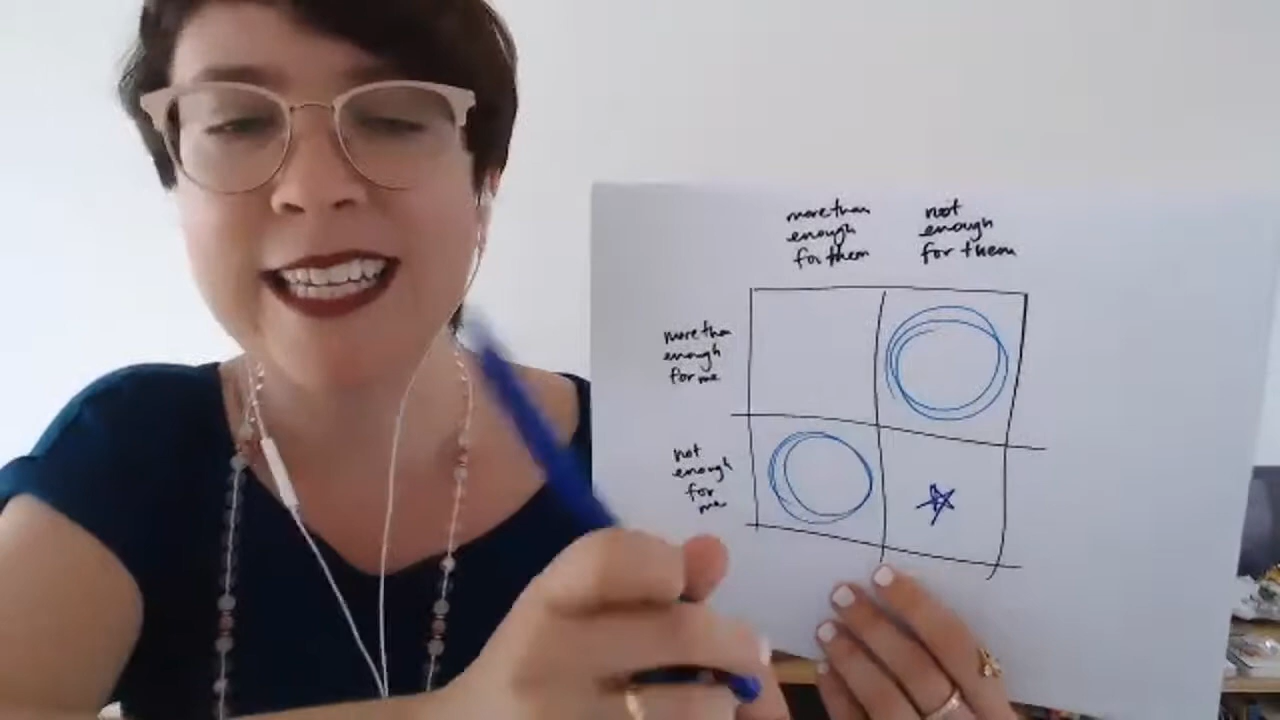 more than
enough
for them
not
enough
for them
more than
enough
for me
not
enough
for
me